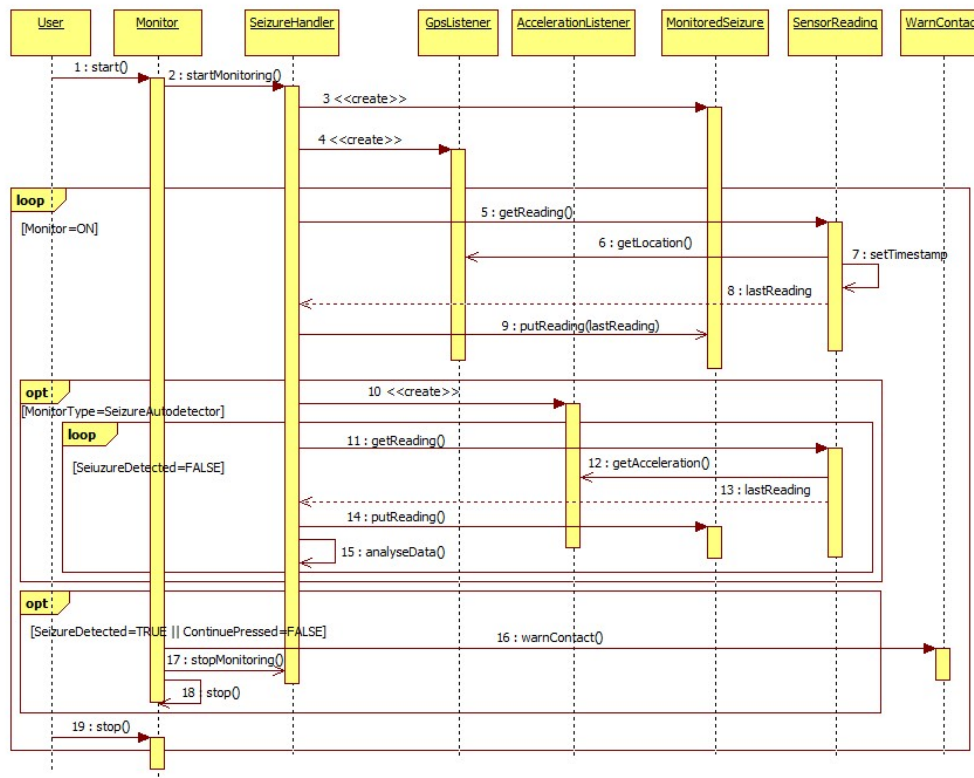 User
Monitor
SeizureHandler
GpsListener
AccelerationListener
MonitoredSeizure
SensorReading
WarnContact
1 : start()
2 : startMonitoring()
3 <<create>>
4 <<create>>
loop
[Monitor=ON]
5 : getReading()
6 : getLocation()
7 : setTimestamp
8 : lastReading
9 : putReading(lastReading)
opt
[MonitorType=SeizureAutodetector]
10 <<create>>
loop
[SeiuzureDetected=FALSE]
11 : getReading()
12 : getAcceleration()
13 : lastReading
14 : putReading()
15 : analyseData()
opt
[SeizureDetected=TRUE || ContinuePressed=FALSE]
16 : warnContact()
17 : stopMonitoring()
18 : stop()
19 : stop()